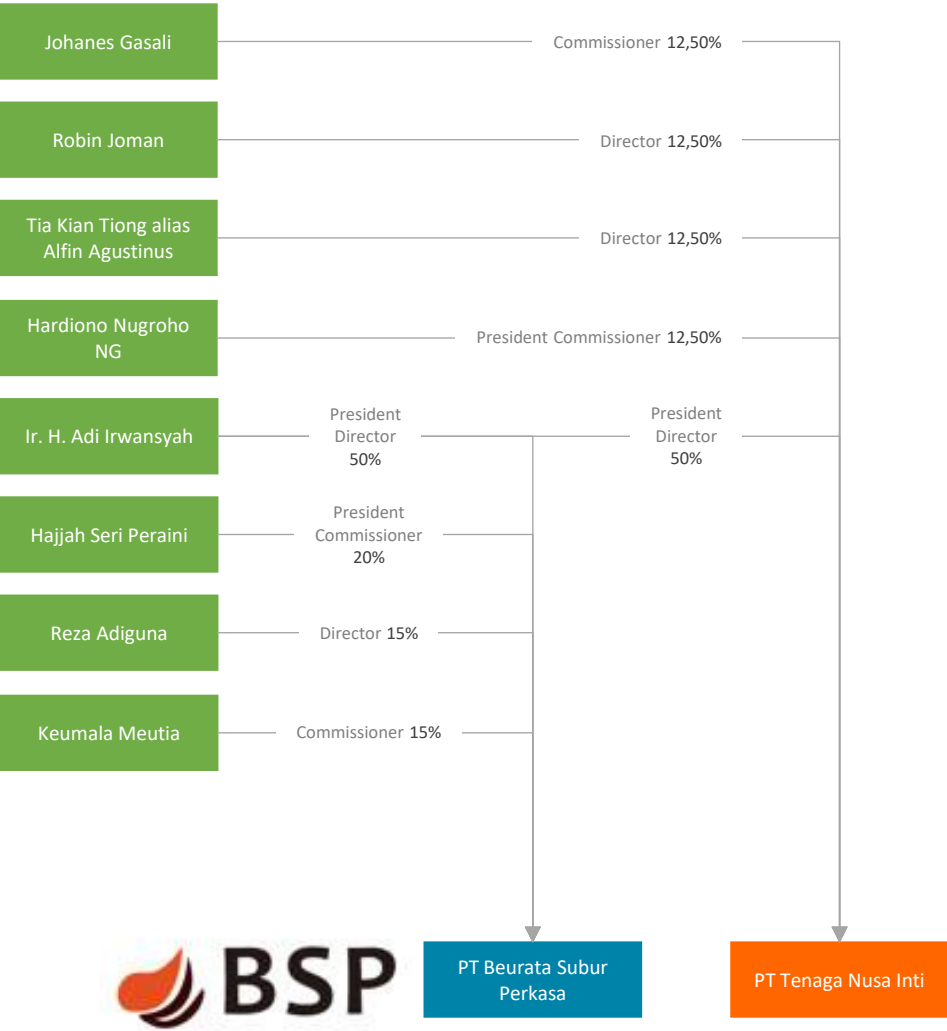 Johanes Gasali
Commissioner 12,50%
Robin Joman
Director 12,50%
Tia Kian Tiong alias
Alfin Agustinus
Director 12,50%
Hardiono Nugroho
NG
President Commissioner 12,50%
Ir. H. Adi Irwansyah
President
Director
50%
President
Director
50%
Hajjah Seri Peraini
President
Commissioner
20%
Reza Adiguna
Director 15%
Keumala Meutia
Commissioner 15%
BSP
PT Beurata Subur
Perkasa
PT Tenaga Nusa Inti